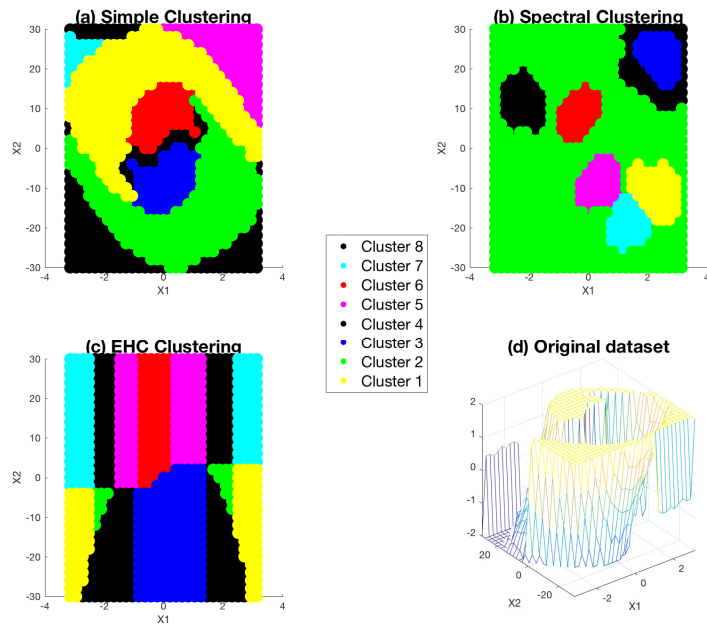 (a) Simple Clustering
30
20
10
0
-10
-20
-30
-4
-2
0
2
4
X1
X2
(b) Spectral Clustering
30
20
10
0
-10
-20
-30
-4
-2
0
2
4
X1
X2
Cluster 8
Cluster 7
Cluster 6
Cluster 5
Cluster 4
Cluster 3
Cluster 2
Cluster 1
(c) EHC Clustering
30
20
10
0
-10
-20
-30
-4
-2
0
2
4
X1
X2
(d) Original dataset
2
1
0
-1
-2
20
0
-20
X2
-2
0
2
X1